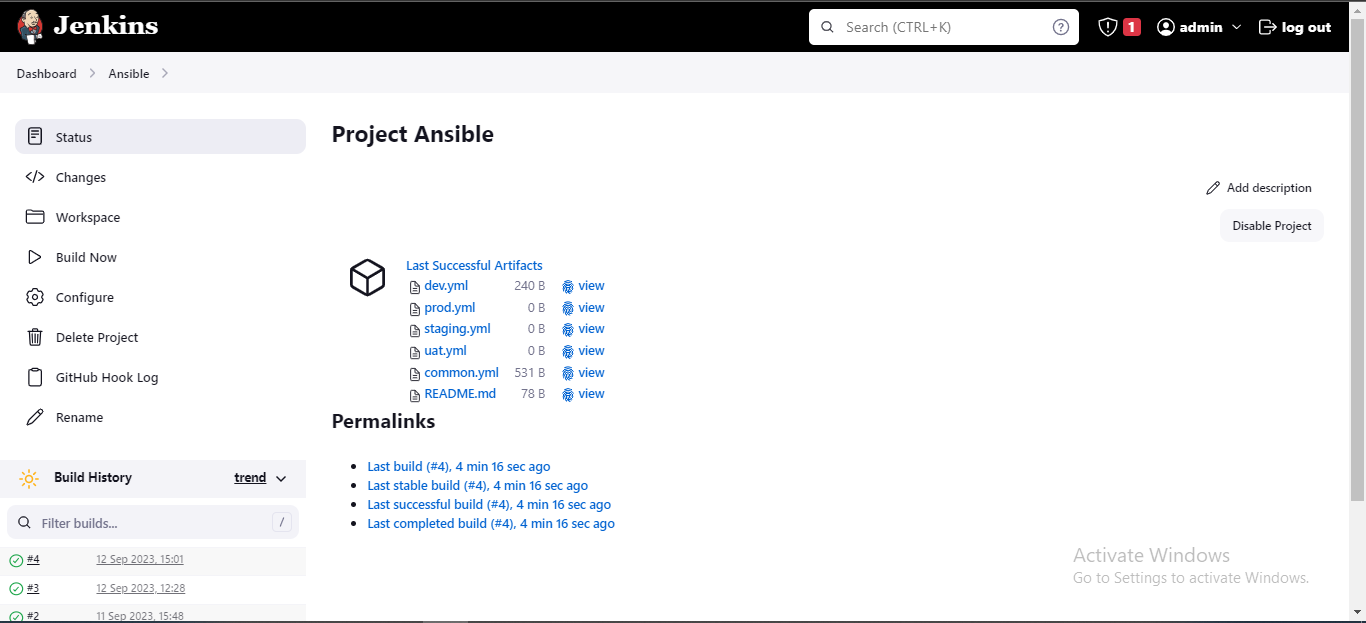 Jenkins
Search (CTRL+K)
?
1
admin
log out
Dashboard
Ansible
Status
Changes
Workspace
Build Now
Configure
Delete Project
GitHub Hook Log
Rename
Build History
trend
Filter builds...
/
#4 12 Sep 2023, 15:01
#3 12 Sep 2023, 12:28
#2 11 Sep 2023, 15:48
Project Ansible
Add description
Disable Project
Last Successful Artifacts
dev.yml 240 B view
prod.yml 0 B view
staging.yml 0 B view
uat.yml 0 B view
common.yml 531 B view
README.md 78 B view
Permalinks
Last build (#4), 4 min 16 sec ago
Last stable build (#4), 4 min 16 sec ago
Last successful build (#4), 4 min 16 sec ago
Last completed build (#4), 4 min 16 sec ago
Activate Windows
Go to Settings to activate Windows.